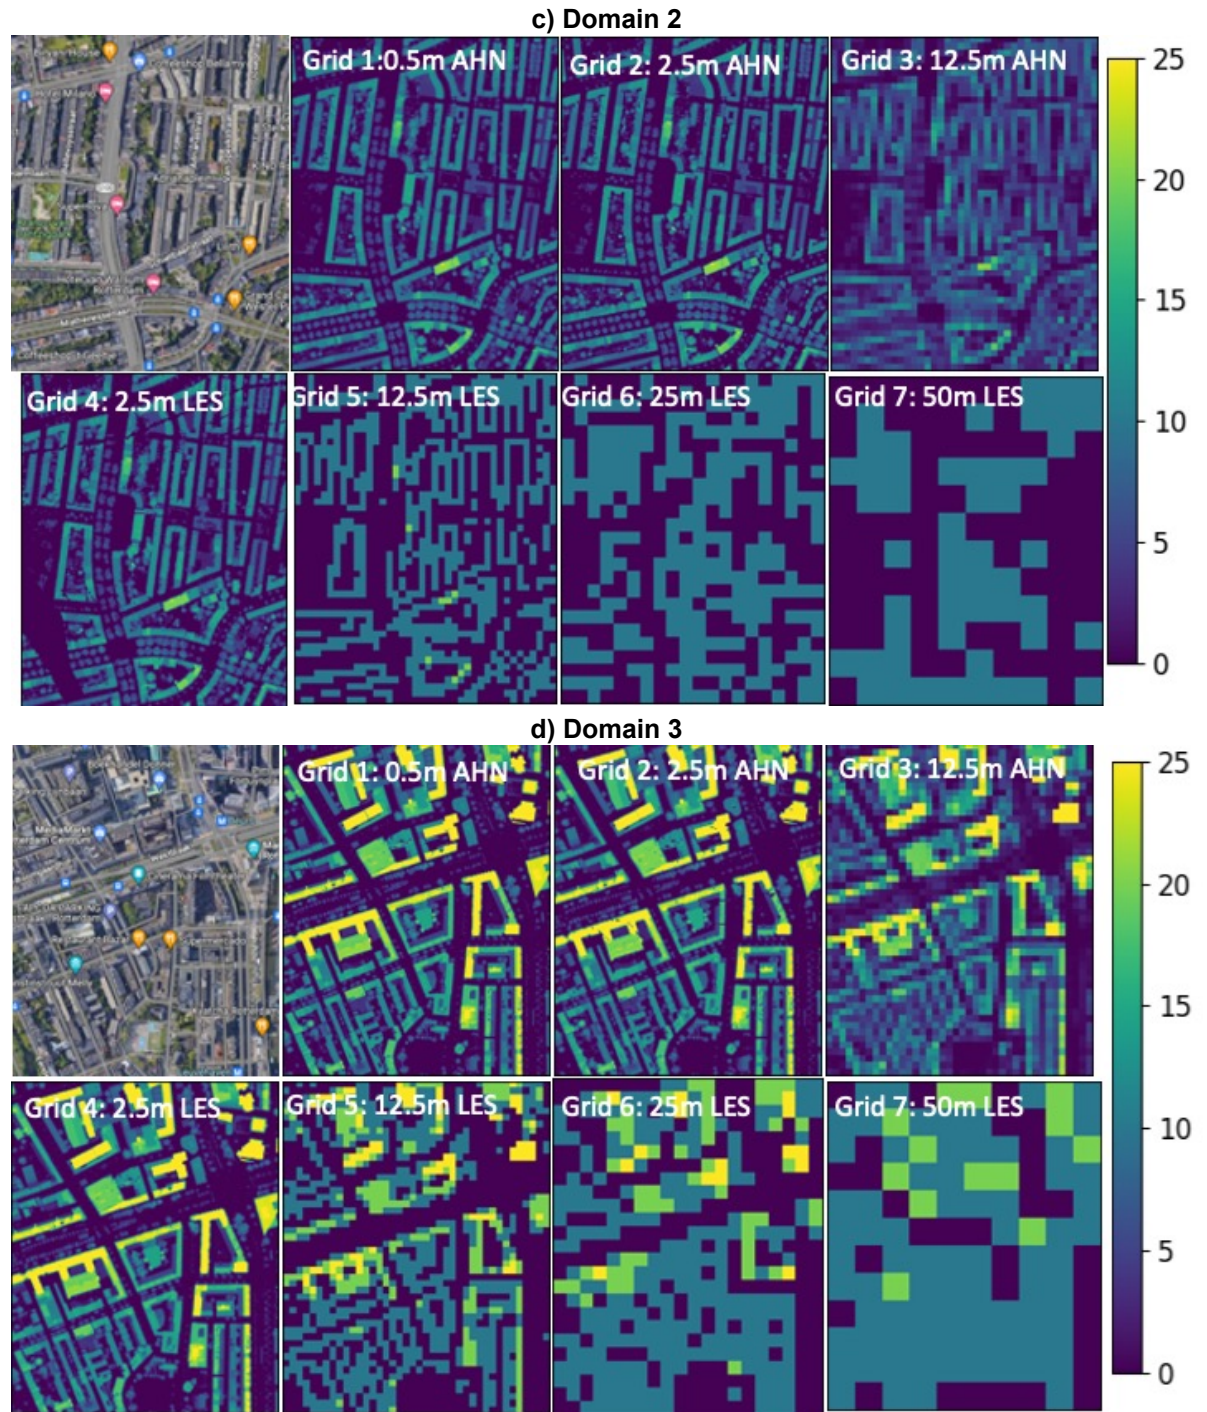 c) Domain 2
Grid 1:0.5m AHN
Grid 2: 2.5m AHN
Grid 3: 12.5m AHN
25
20
15
10
5
0
Grid 4: 2.5m LES
Grid 5: 12.5m LES
Grid 6: 25m LES
Grid 7: 50m LES
d) Domain 3
MediaMarkt
Grid 1: 0.5m AHN
Grid 2: 2.5m AHN
Grid 3: 12.5m AHN
25
20
15
10
5
0
Grid 4: 2.5m LES
Grid 5: 12.5m LES
Grid 6: 25m LES
Grid 7: 50m LES